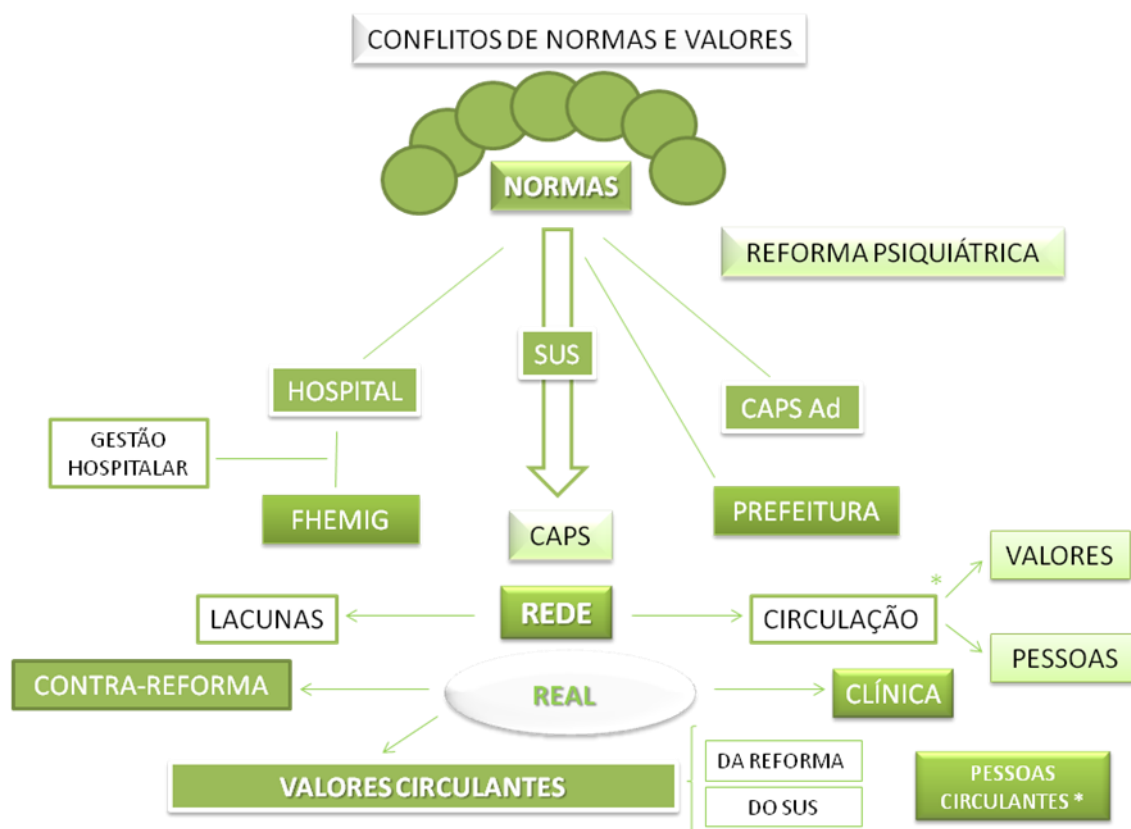 CONFLITOS DE NORMAS E VALORES
NORMAS
REFORMA PSIQUIÁTRICA
SUS
HOSPITAL
CAPS Ad
GESTÃO
HOSPITALAR
FHEMIG
PREFEITURA
CAPS
VALORES
*
LACUNAS
REDE
CIRCULAÇÃO
PESSOAS
CONTRA-REFORMA
REAL
CLÍNICA
VALORES CIRCULANTES
DA REFORMA
DO SUS
PESSOAS
CIRCULANTES *